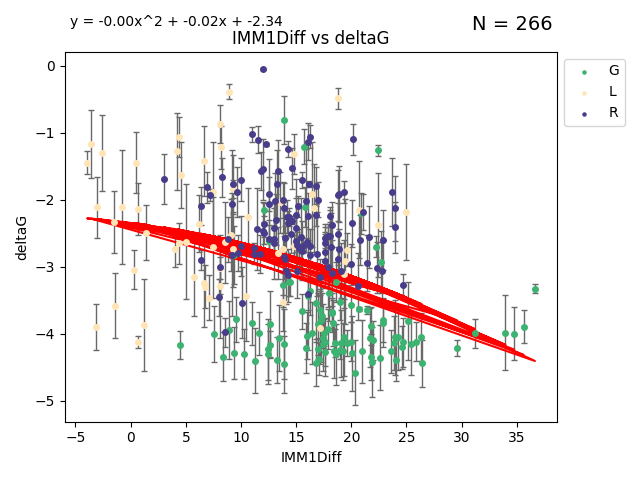 y = -0.00x^2 + -0.02x + -2.34
N = 266
IMM1Diff vs deltaG
G
L
R
deltaG
0
−1
−2
−3
−4
−5
−5 0 5 10 15 20 25 30 35
IMM1Diff